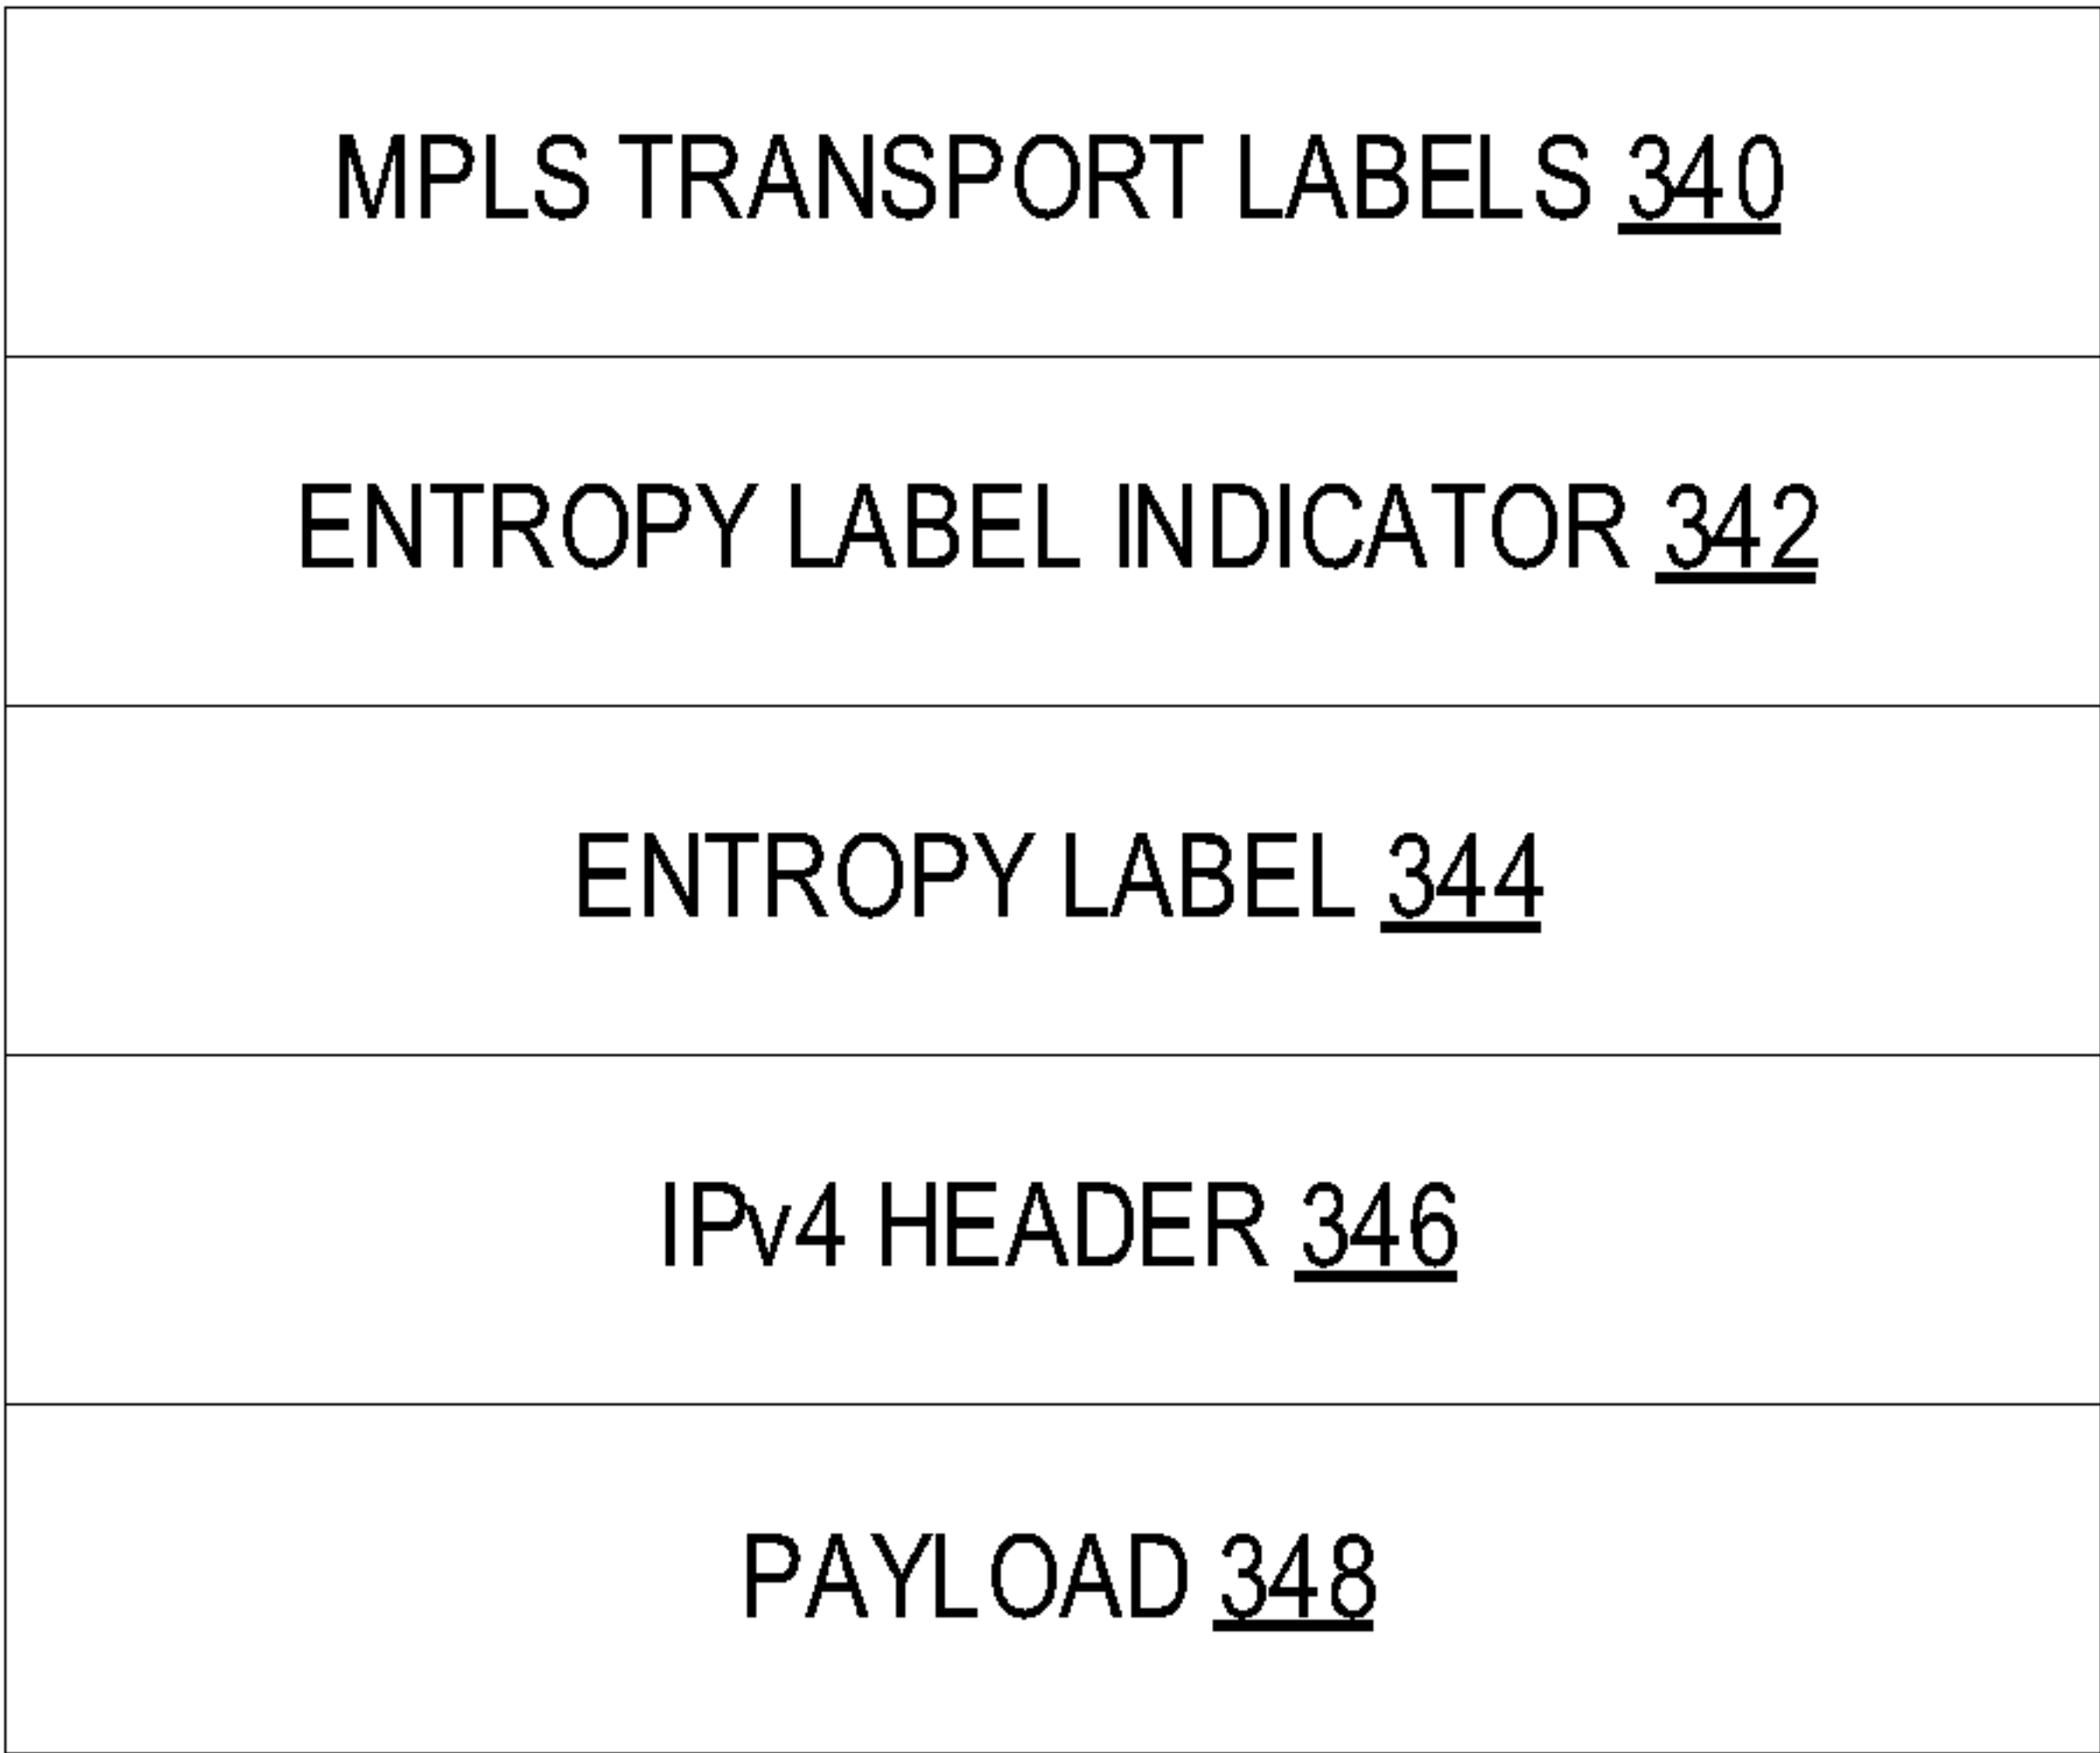 MPLS TRANSPORT LABELS 340
ENTROPY LABEL INDICATOR 342
ENTROPY LABEL 344
IPv4 HEADER 346
PAYLOAD 348